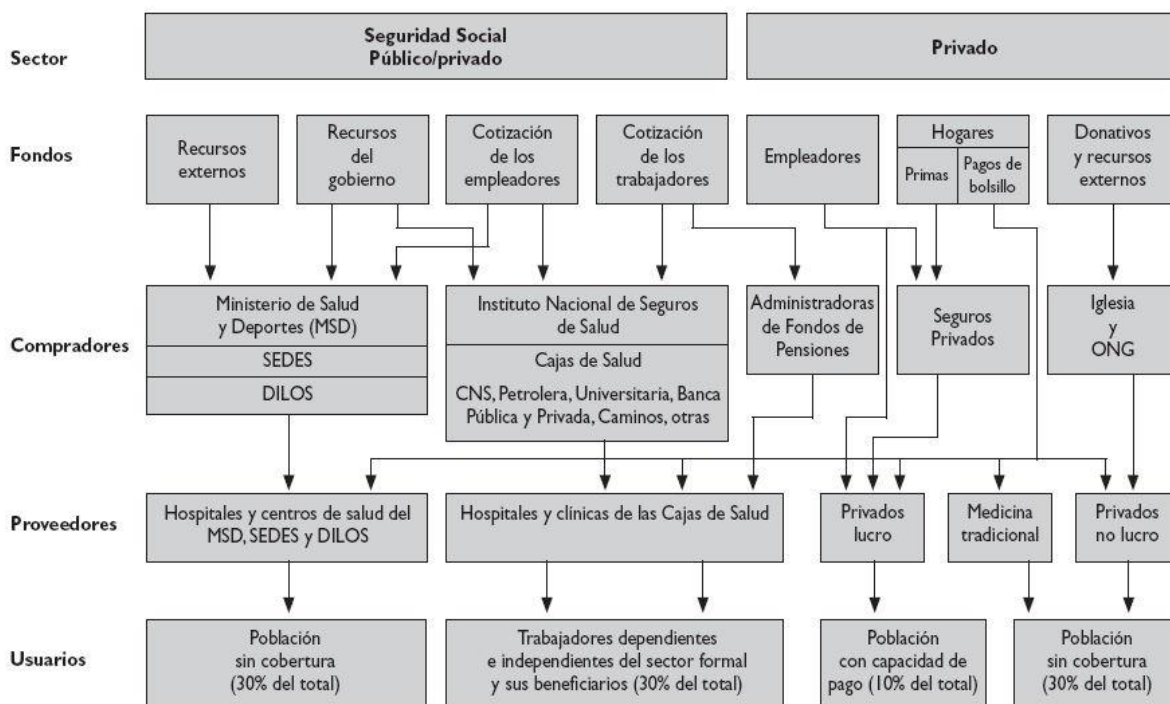 Sector
Seguridad Social
Público/privado
Privado
Fondos
Recursos
externos
Recursos
del
gobierno
Cotización
de los
empleadores
Cotización
de los
trabajadores
Empleadores
Hogares
Primas
Pagos de
bolsillo
Donativos
y recursos
externos
Compradores
Ministerio de Salud
y Deportes (MSD)
SEDES
DILOS
Instituto Nacional de Seguros
de Salud
Cajas de Salud
CNS, Petrolera, Universitaria, Banca
Pública y Privada, Caminos, otras
Administradoras
de Fondos de
Pensiones
Seguros
Privados
Iglesia
y
ONG
Proveedores
Hospitales y centros de salud del
MSD, SEDES y DILOS
Hospitales y clínicas de las Cajas de Salud
Privados
lucro
Medicina
tradicional
Privados
no lucro
Usuarios
Población
sin cobertura
(30% del total)
Trabajadores dependientes
e independientes del sector formal
y sus beneficiarios (30% del total)
Población
con capacidad de
pago (10% del total)
Población
sin cobertura
(30% del total)